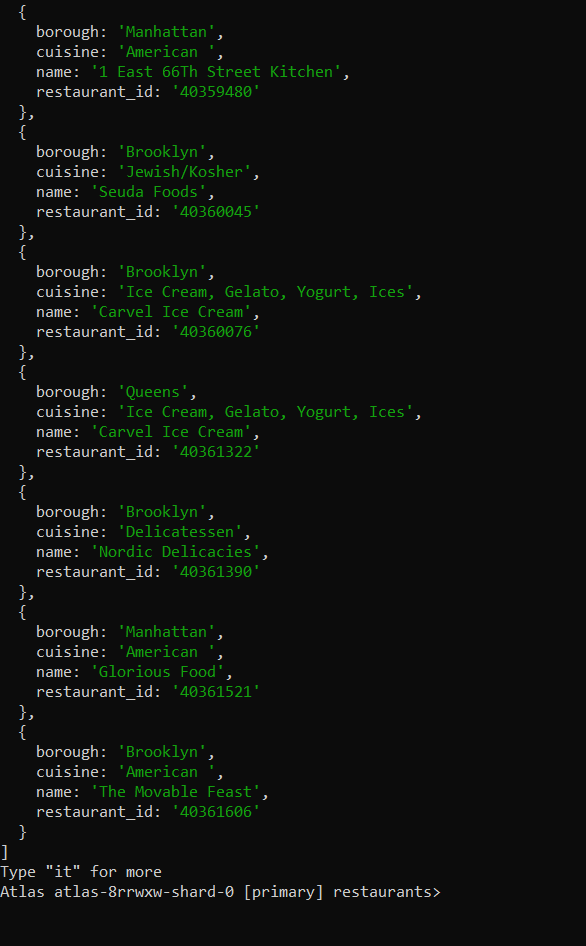 {
borough: 'Manhattan',
cuisine: 'American ',
name: '1 East 66Th Street Kitchen',
restaurant_id: '40359480'
},
{
borough: 'Brooklyn',
cuisine: 'Jewish/Kosher',
name: 'Seuda Foods',
restaurant_id: '40360045'
},
{
borough: 'Brooklyn',
cuisine: 'Ice Cream, Gelato, Yogurt, Ices',
name: 'Carvel Ice Cream',
restaurant_id: '40360076'
},
{
borough: 'Queens',
cuisine: 'Ice Cream, Gelato, Yogurt, Ices',
name: 'Carvel Ice Cream',
restaurant_id: '40361322'
},
{
borough: 'Brooklyn',
cuisine: 'Delicatessen',
name: 'Nordic Delicacies',
restaurant_id: '40361390'
},
{
borough: 'Manhattan',
cuisine: 'American ',
name: 'Glorious Food',
restaurant_id: '40361521'
},
{
borough: 'Brooklyn',
cuisine: 'American ',
name: 'The Movable Feast',
restaurant_id: '40361606'
}
]
Type "it" for more
Atlas atlas-8rrwxw-shard-0 [primary] restaurants>